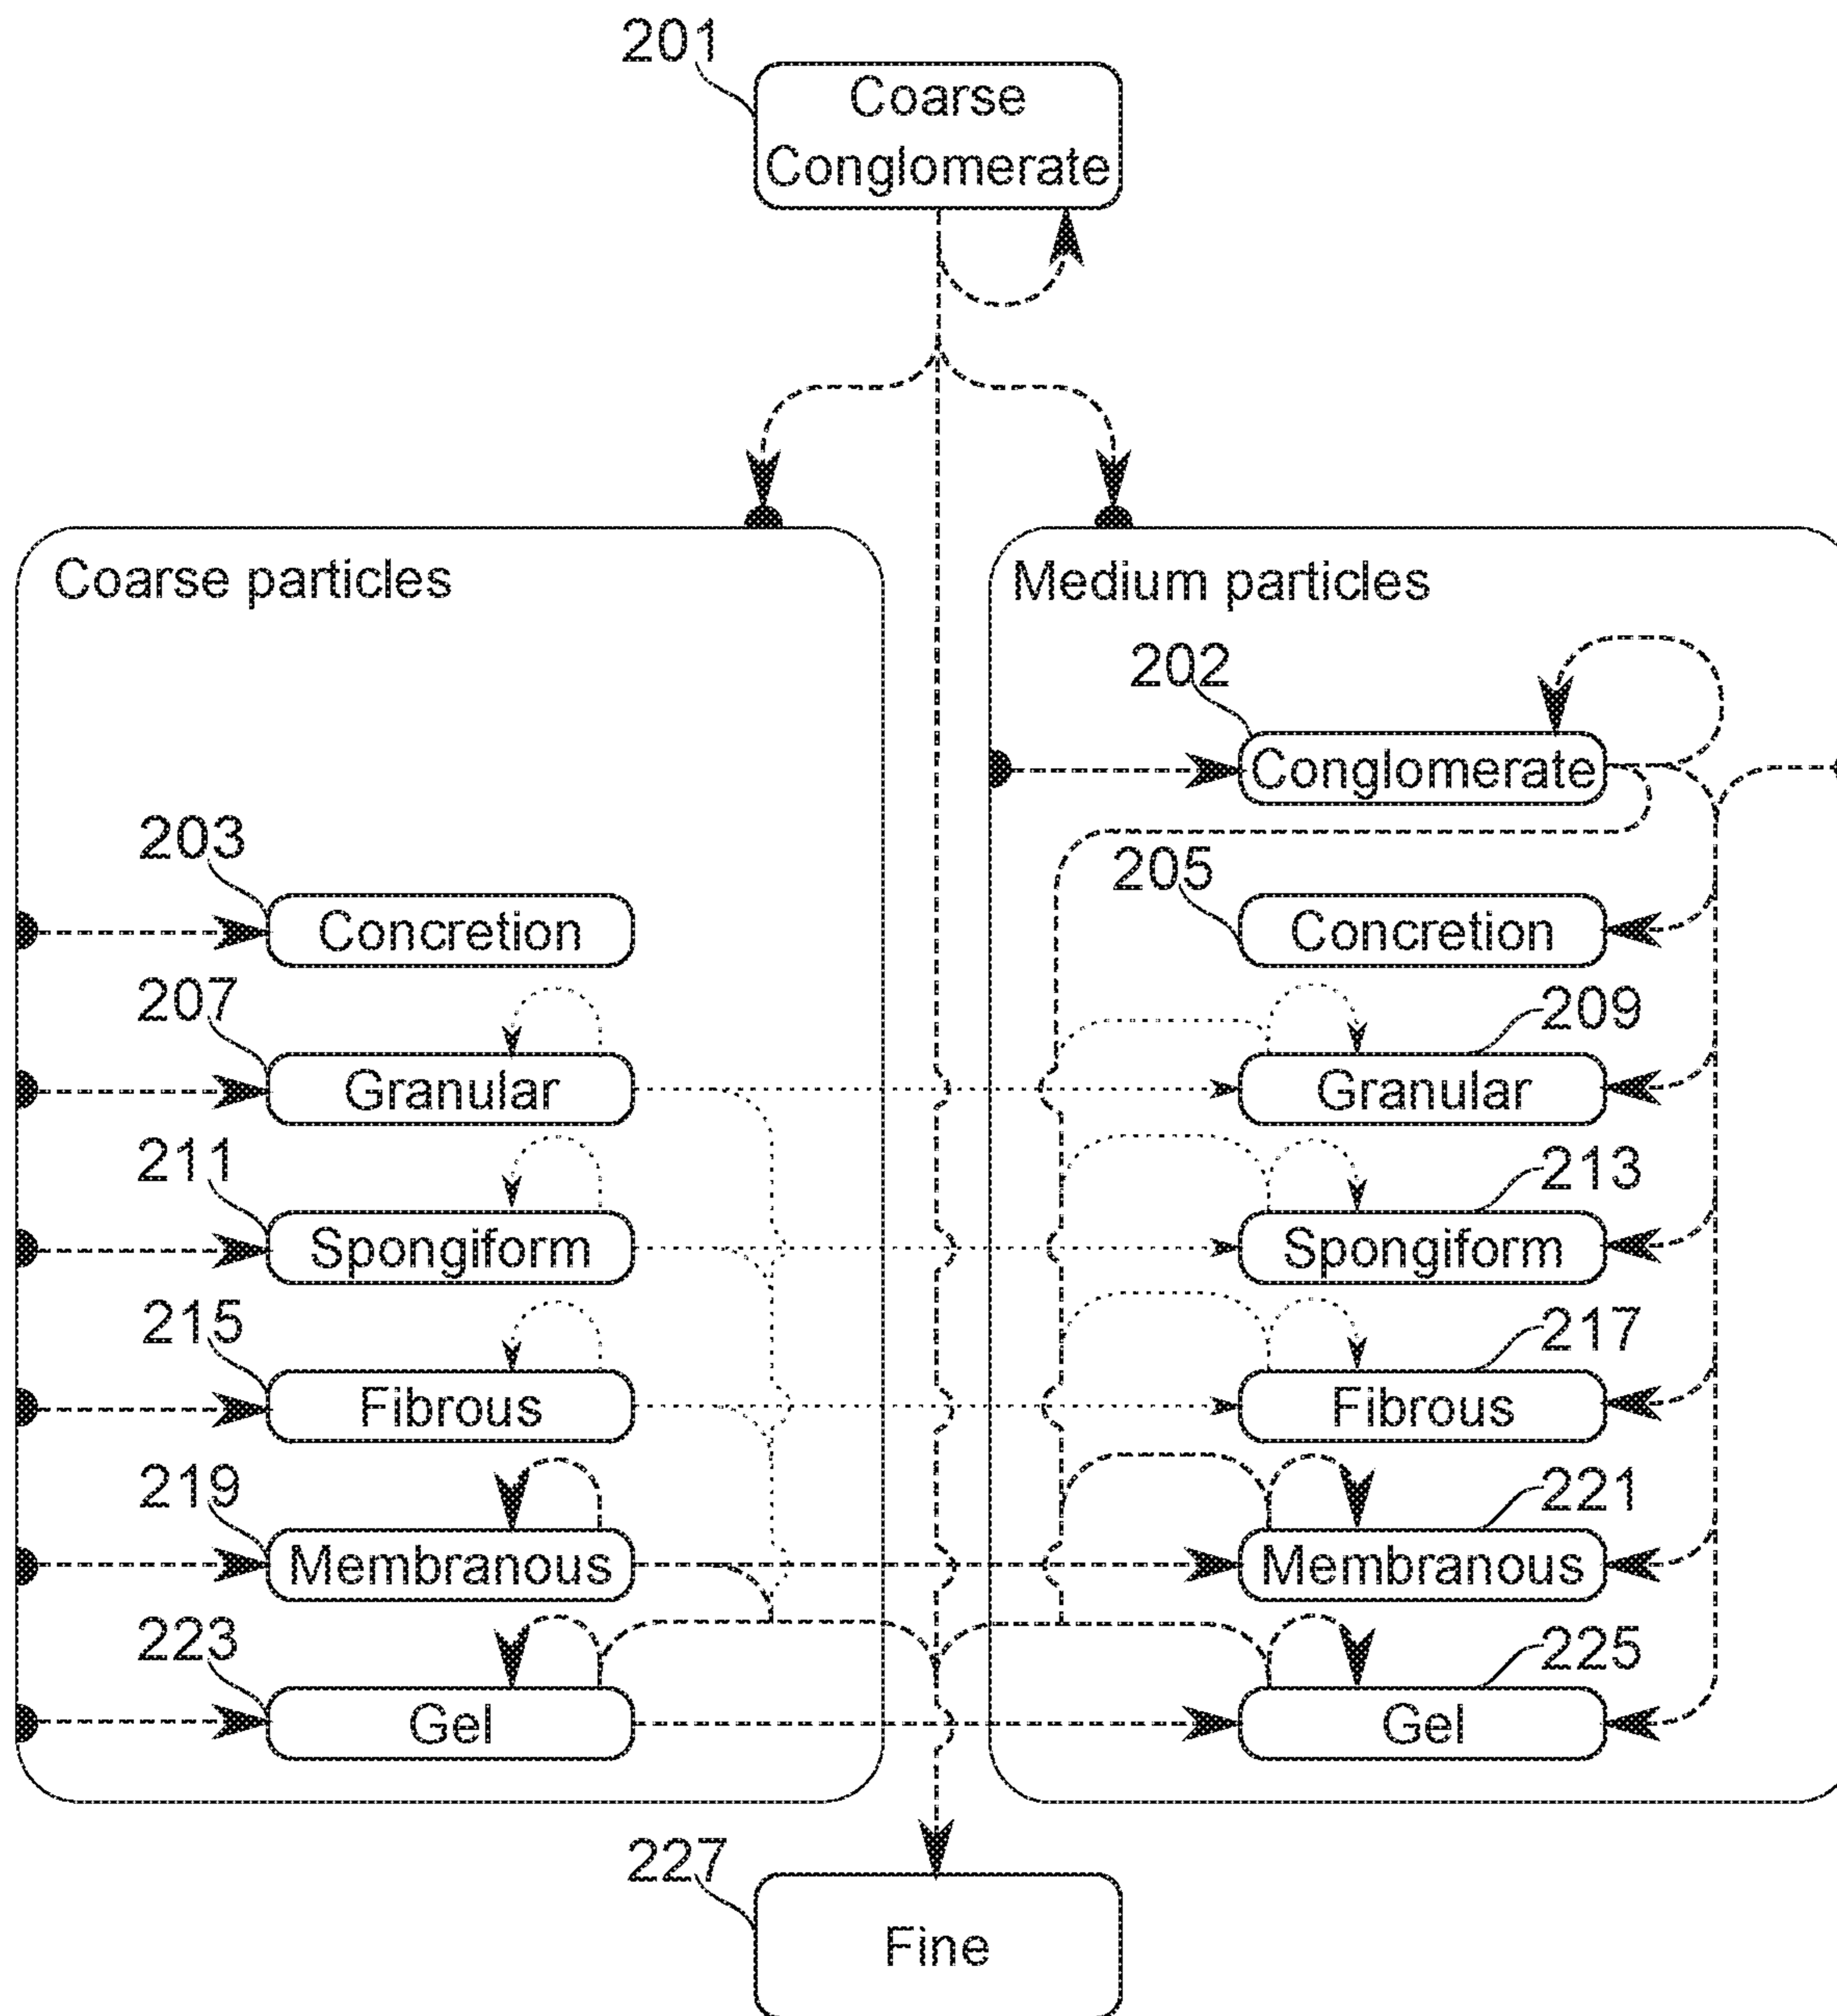 201
Coarse
Conglomerate
Coarse particles
Medium particles
202
Conglomerate
203
Concretion
205
Concretion
207
Granular
209
Granular
211
Spongiform
213
Spongiform
215
Fibrous
217
Fibrous
219
Membranous
221
Membranous
223
Gel
225
Gel
227
Fine